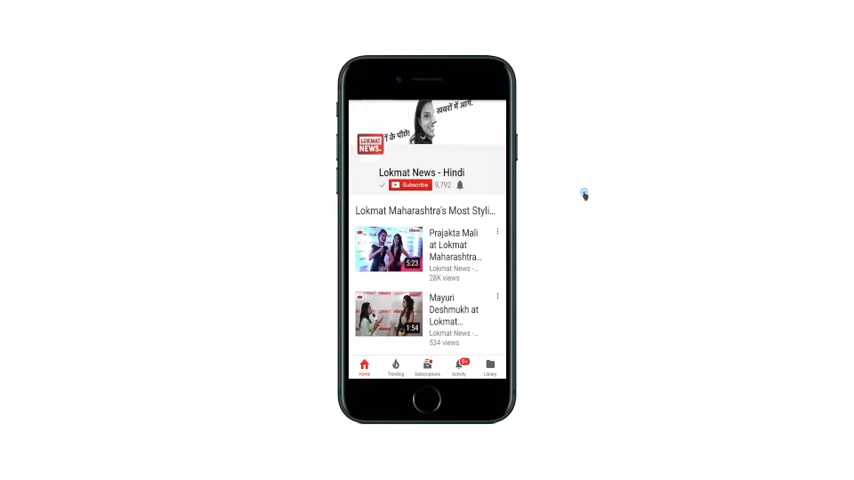 खबरों में आगे,
ों के पीछे!
LOKMAT
NEWS
Lokmat News - Hindi
Subscribe 9,792
Lokmat Maharashtra's Most Styli...
Prajakta Mali
at Lokmat
Maharashtra...
Lokmat News -...
28K views
5:23
Mayuri
Deshmukh at
Lokmat...
Lokmat News -...
534 views
1:54
Home Trending Subscriptions 9+ Activity Library